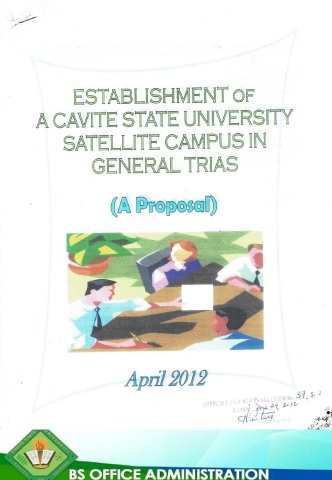 ESTABLISHMENT OF
A CAVITE STATE UNIVERSITY
SATELLITE CAMPUS IN
GENERAL TRIAS
(A Proposal)
April 2012
BS OFFICE ADMINISTRATION